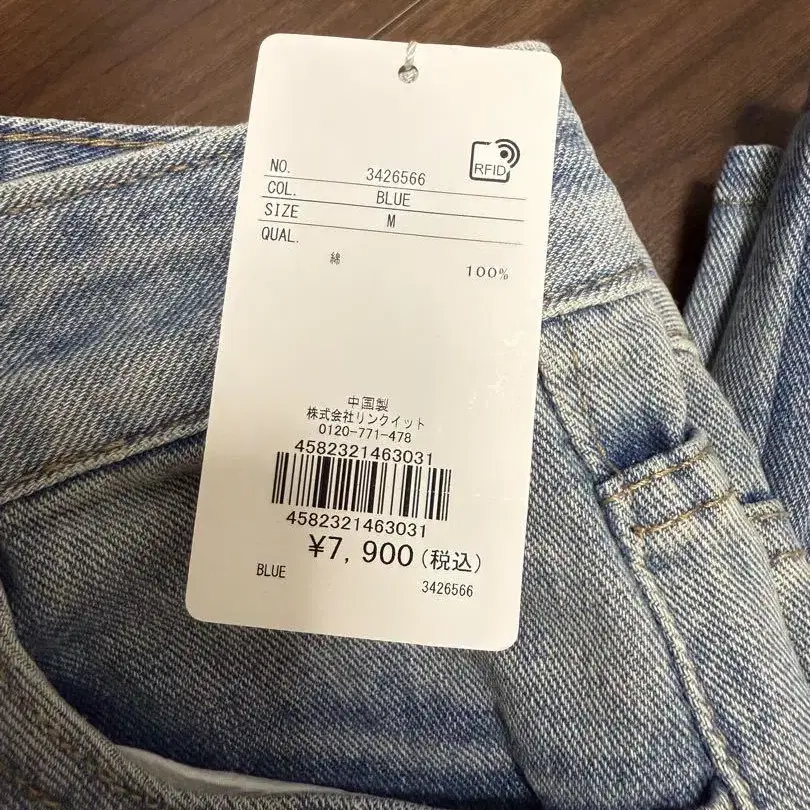 RFID
NO. 3426566
COL. BLUE
SIZE M
QUAL.
綿 100%
中国製
株式会社リンクイット
0120-771-478
4582321463031
4582321463031
¥7,900(税込)
BLUE 3426566